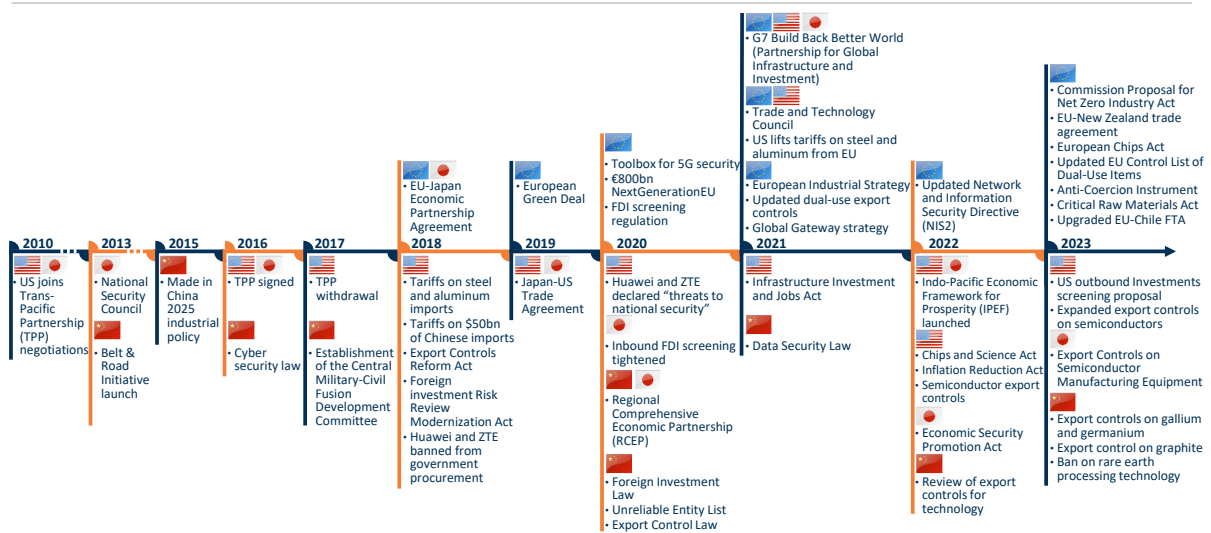 2010
• US joins
Trans-
Pacific
Partnership
(TPP)
negotiations
2013
• National
Security
Council
• Belt &
Road
Initiative
launch
2015
• Made in
China
2025
industrial
policy
2016
• TPP signed
• Cyber
security law
2017
• TPP
withdrawal
• Establishment
of the Central
Military-Civil
Fusion
Development
Committee
• EU-Japan
Economic
Partnership
Agreement
2018
• Tariffs on steel
and aluminum
imports
• Tariffs on $50bn
of Chinese imports
• Export Controls
Reform Act
• Foreign
investment Risk
Review
Modernization Act
• Huawei and ZTE
banned from
government
procurement
• European
Green Deal
2019
• Japan-US
Trade
Agreement
• Toolbox for 5G security
• €800bn
NextGenerationEU
• FDI screening
regulation
2020
• Huawei and ZTE
declared “threats to
national security”
• Inbound FDI screening
tightened
• Regional
Comprehensive
Economic Partnership
(RCEP)
• Foreign Investment
Law
• Unreliable Entity List
• Export Control Law
• G7 Build Back Better World
(Partnership for Global
Infrastructure and
Investment)
• Trade and Technology
Council
• US lifts tariffs on steel and
aluminum from EU
• European Industrial Strategy
• Updated dual-use export
controls
• Global Gateway strategy
2021
• Infrastructure Investment
and Jobs Act
• Data Security Law
• Updated Network and
Information
Security Directive
(NIS2)
2022
• Indo-Pacific Economic
Framework for
Prosperity (IPEF)
launched
• Chips and Science Act
• Inflation Reduction Act
• Semiconductor export
controls
• Economic Security
Promotion Act
• Review of export
controls for
technology
• Commission Proposal for
Net Zero Industry Act
• EU-New Zealand trade
agreement
• European Chips Act
• Updated EU Control List of
Dual-Use Items
• Anti-Coercion Instrument
• Critical Raw Materials Act
• Upgraded EU-Chile FTA
2023
• US outbound Investments
screening proposal
• Expanded export controls
on semiconductors
• Export Controls on
Semiconductor
Manufacturing Equipment
• Export controls on gallium
and germanium
• Export control on graphite
• Ban on rare earth
processing technology